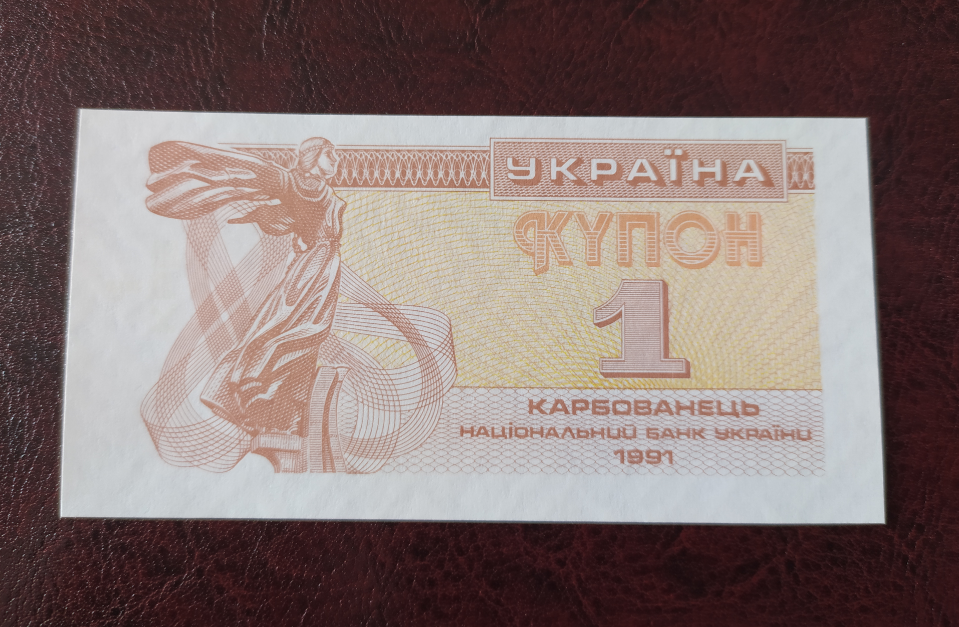 УКРАЇНА
КУПОН
1
КАРБОВАНЕЦЬ
НАЦІОНАЛЬНИЙ БАНК УКРАЇНИ
1991